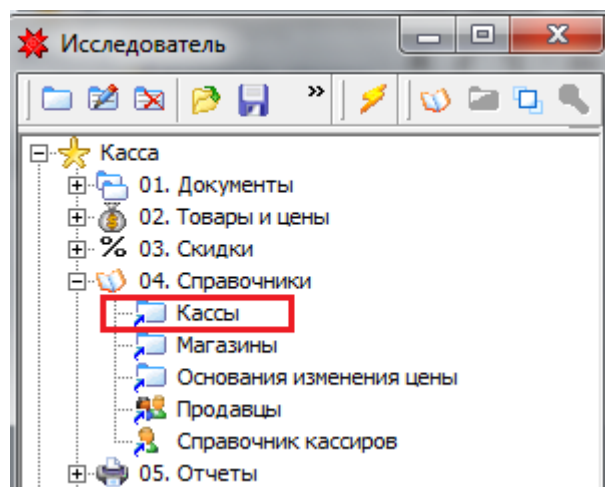 Исследователь
Касса
01. Документы
02. Товары и цены
% 03. Скидки
04. Справочники
Кассы
Магазины
Основания изменения цены
Продавцы
Справочник кассиров
05. Отчеты